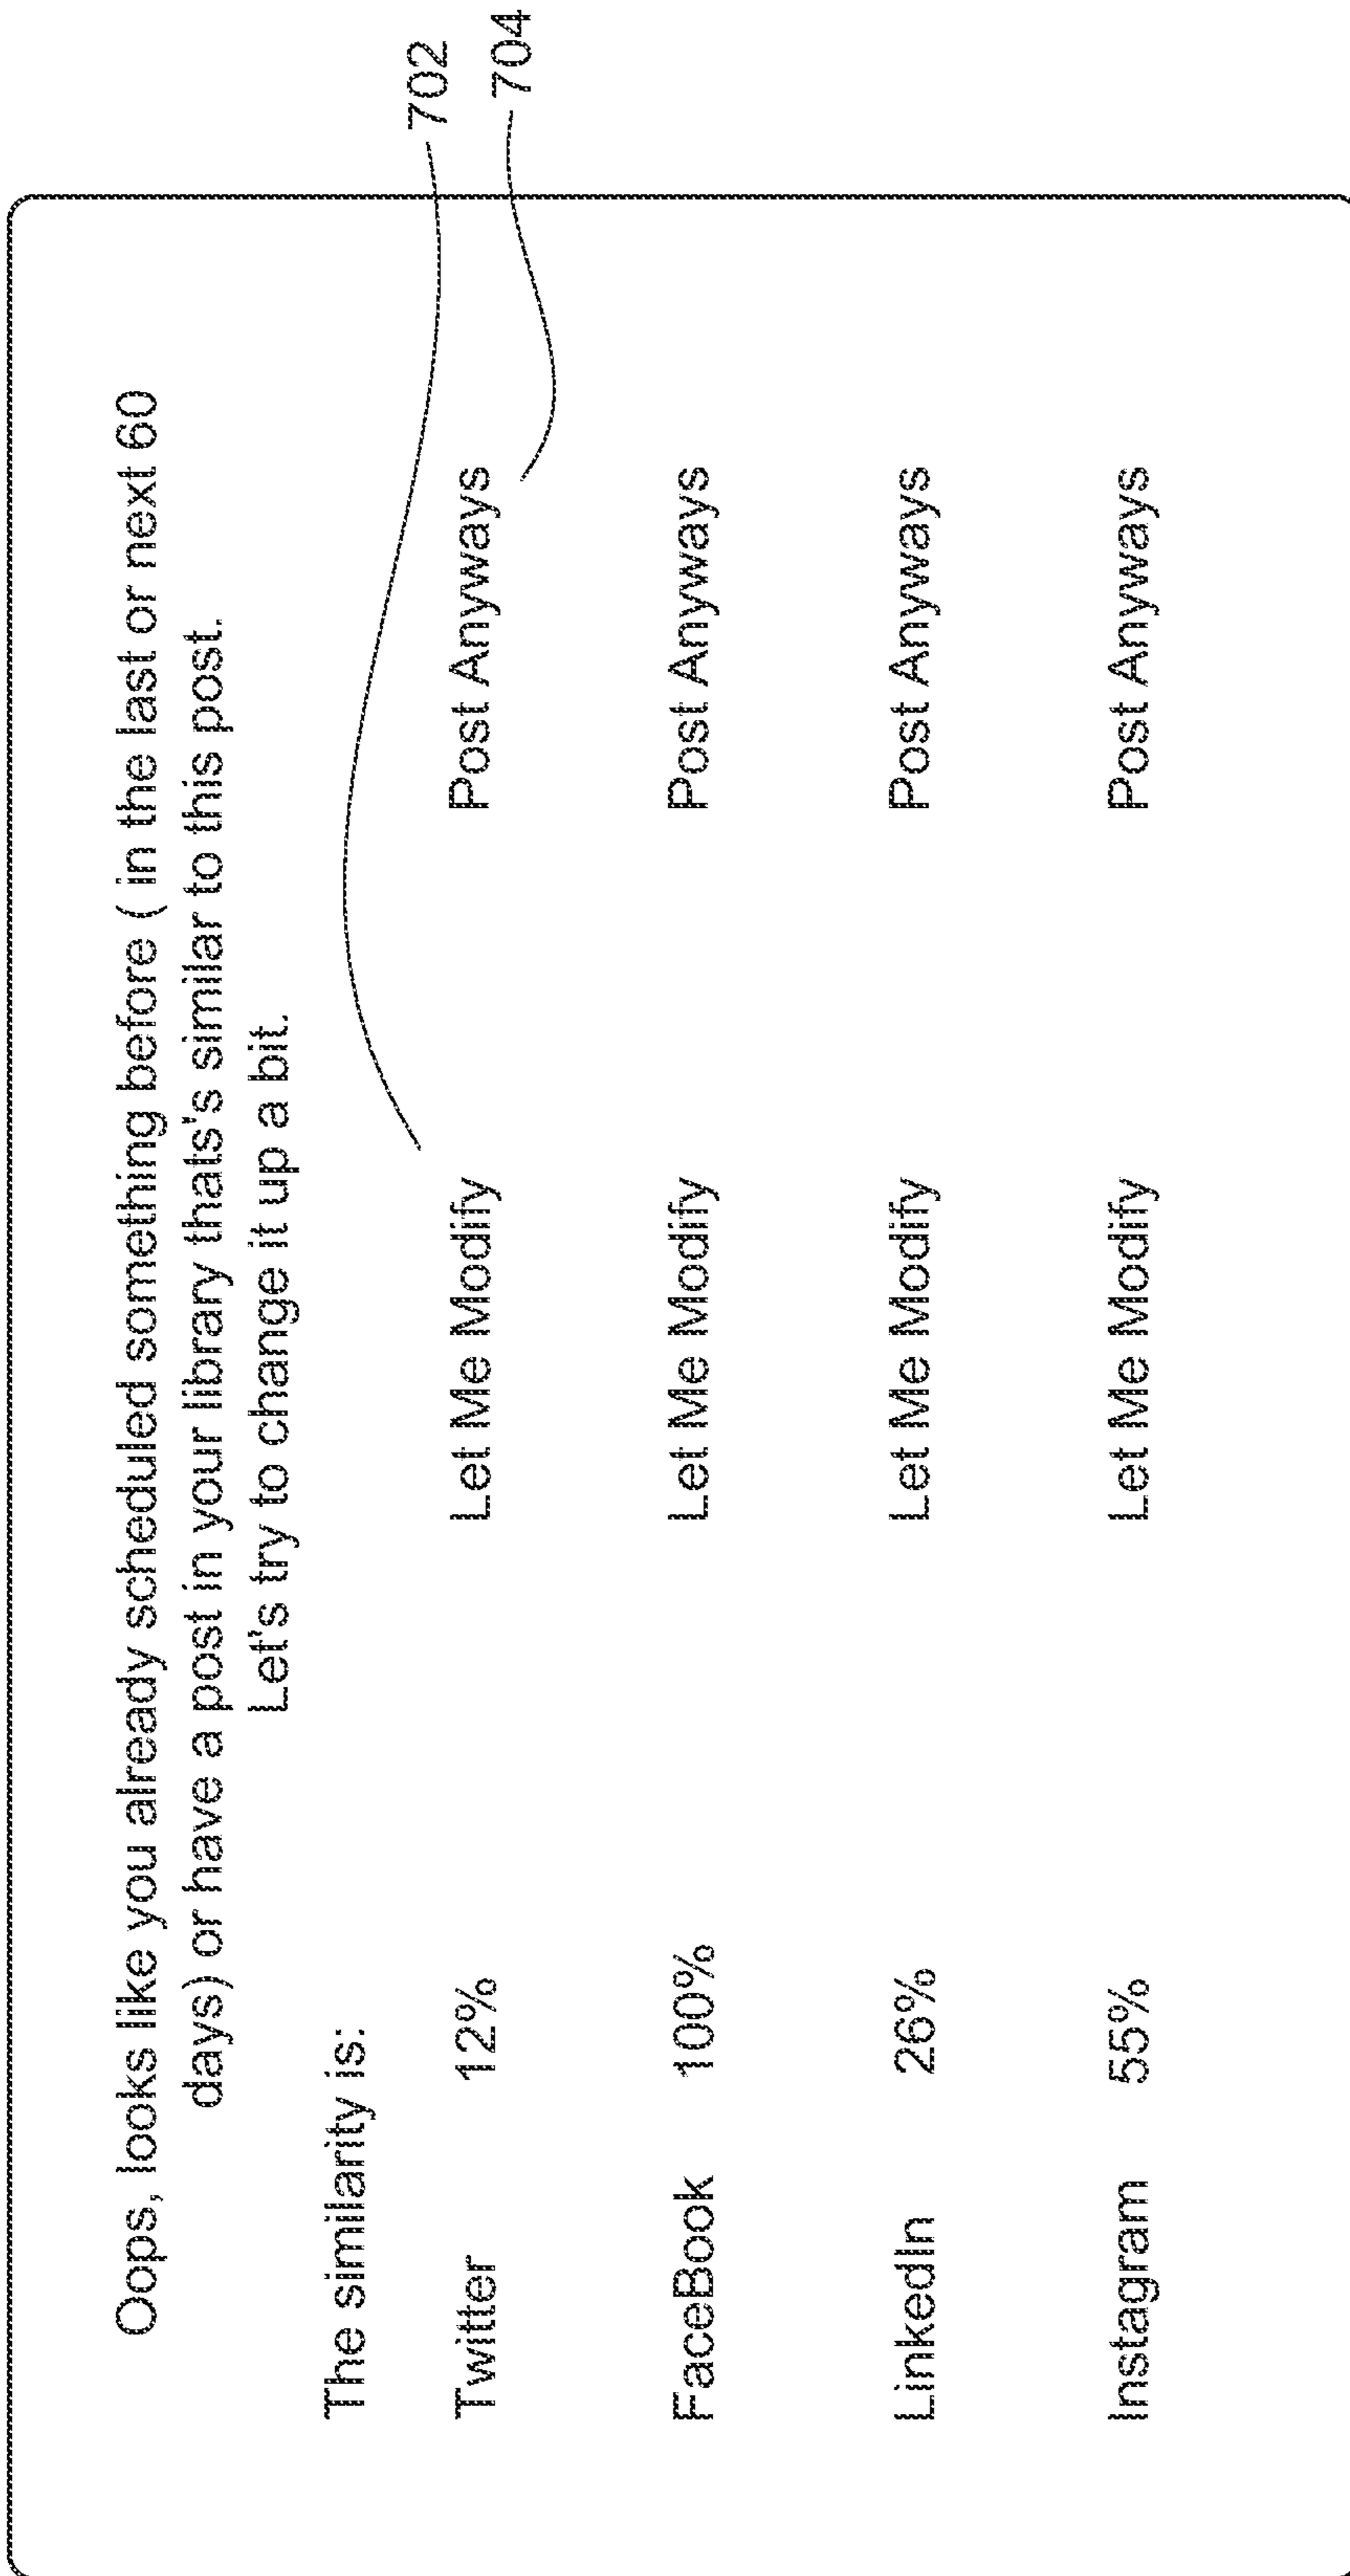 Oops, looks like you already scheduled something before ( in the last or next 60
days) or have a post in your library thats's similar to this post.
Let's try to change it up a bit.
The similarity is:
702
704
Twitter 12% Let Me Modify Post Anyways
FaceBook 100% Let Me Modify Post Anyways
LinkedIn 26% Let Me Modify Post Anyways
Instagram 55% Let Me Modify Post Anyways